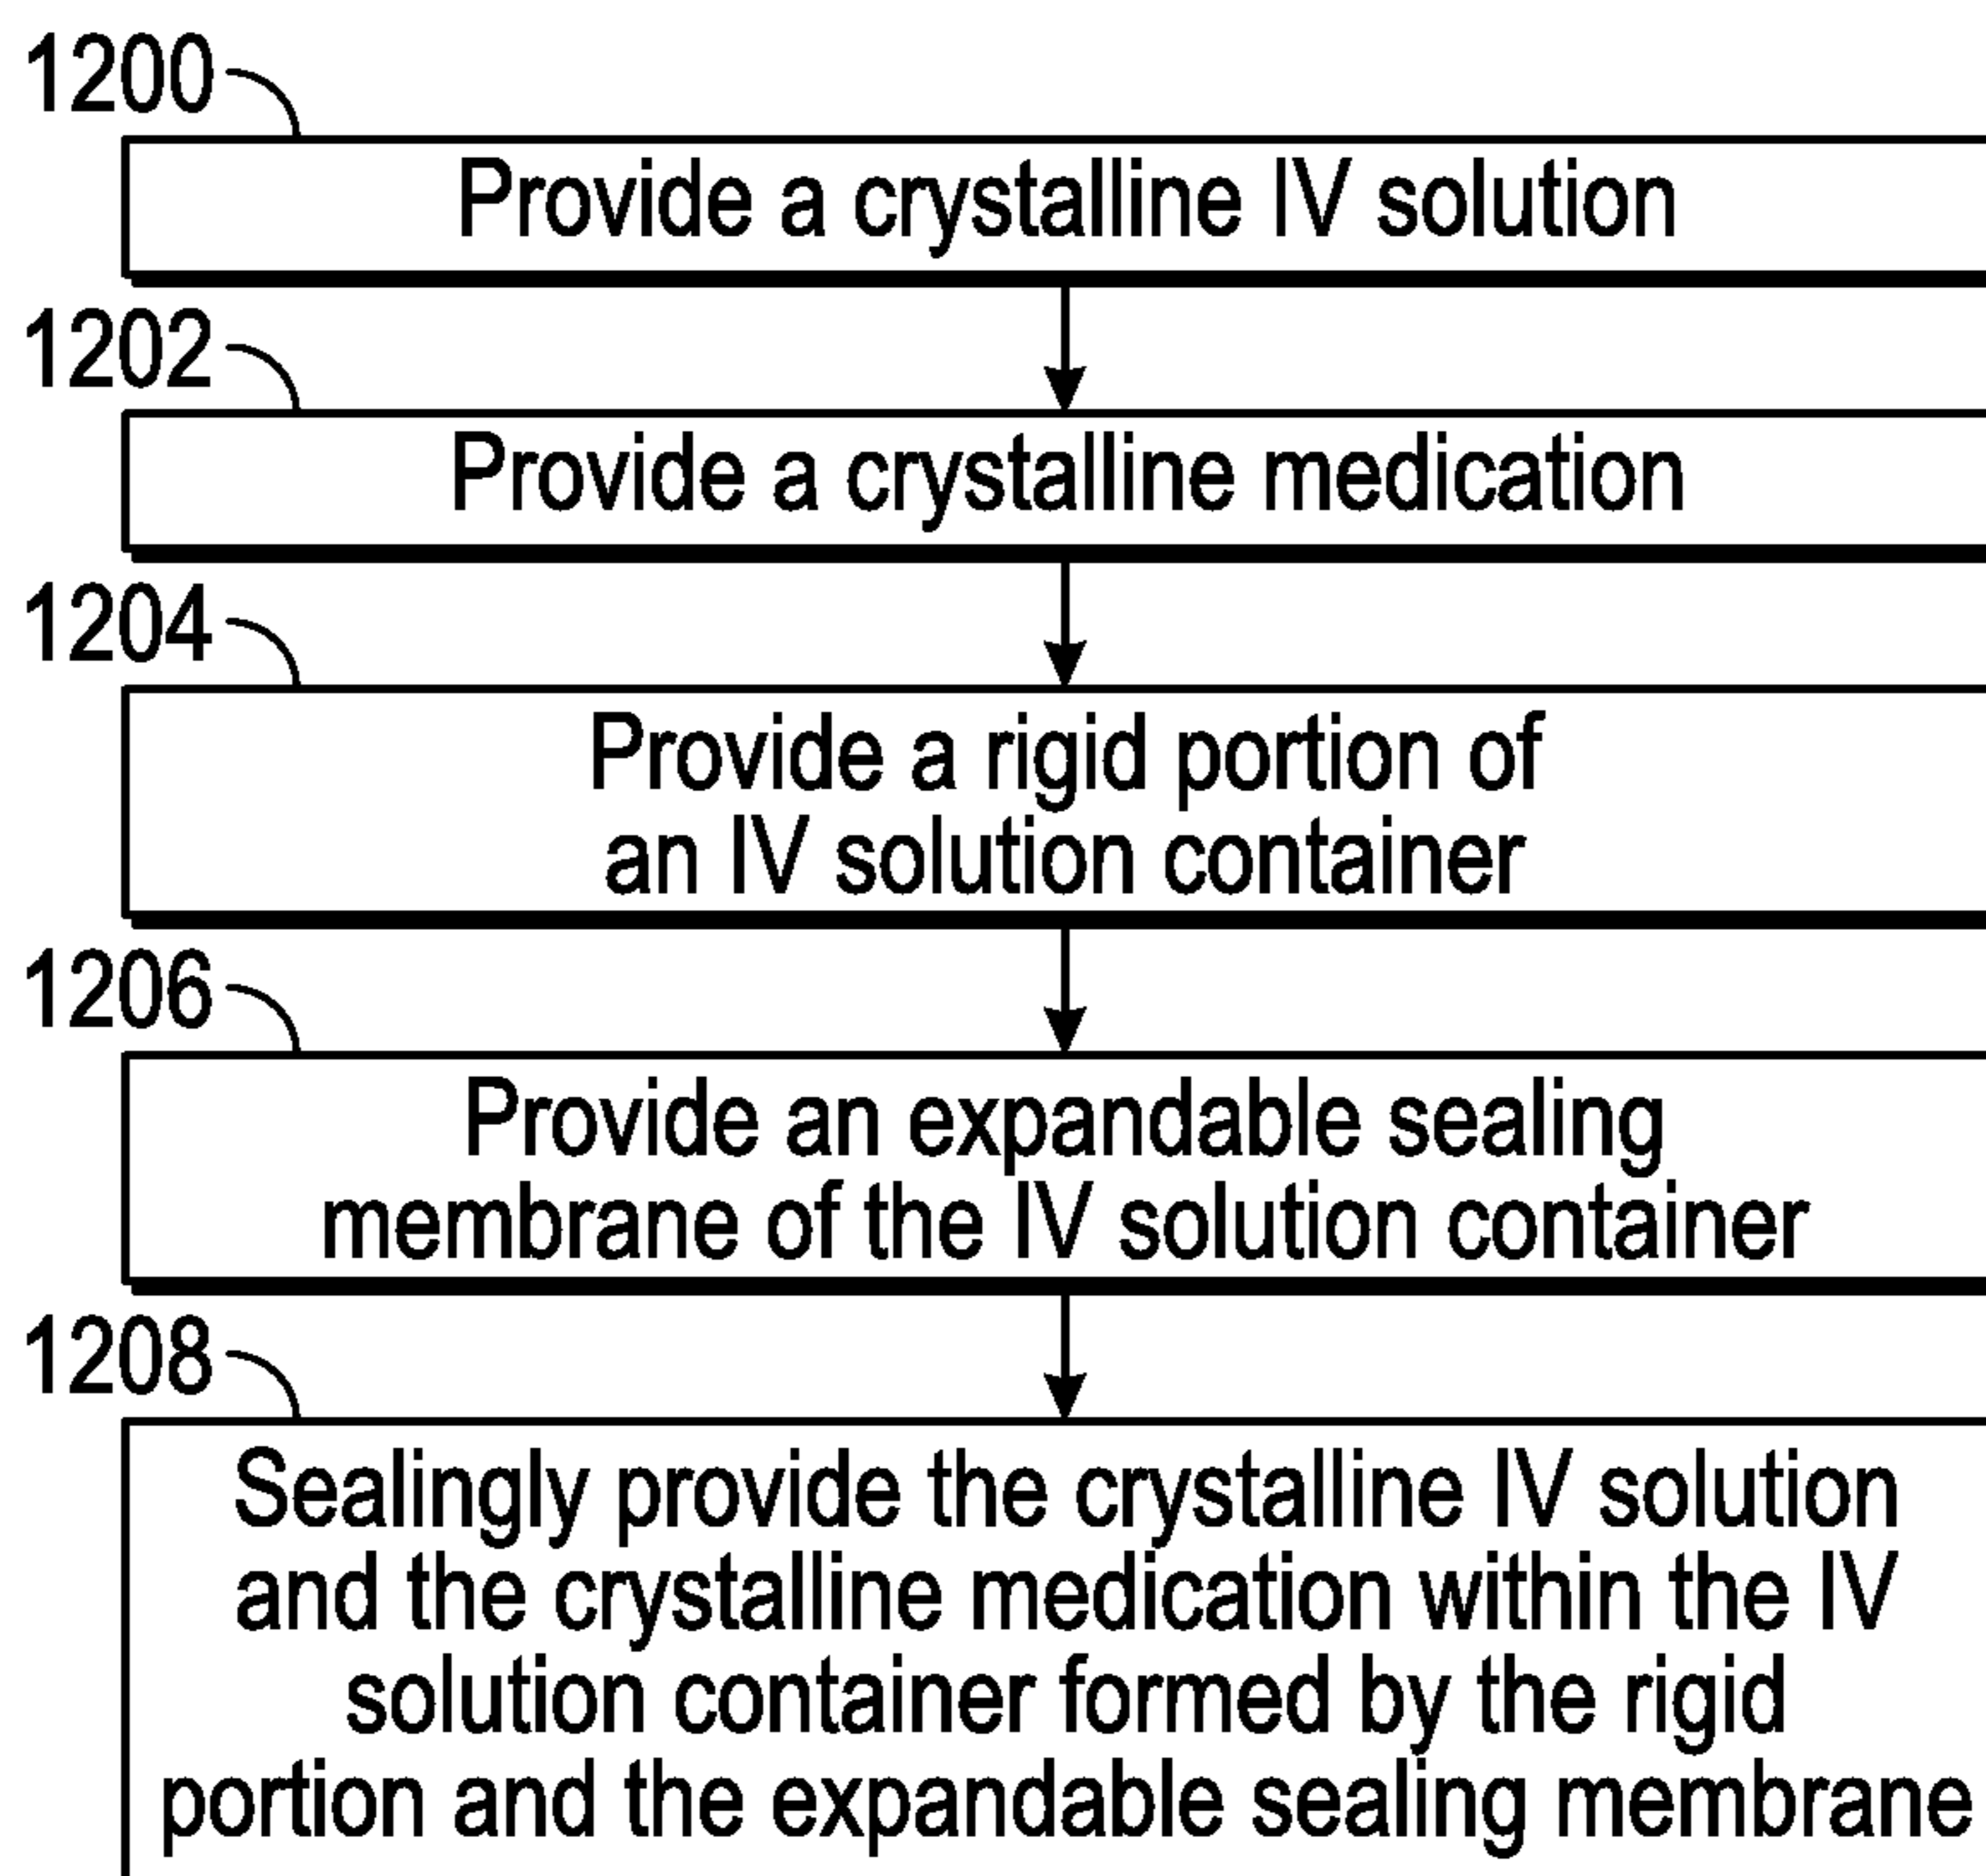 1200
Provide a crystalline IV solution
1202
Provide a crystalline medication
1204
Provide a rigid portion of
an IV solution container
1206
Provide an expandable sealing
membrane of the IV solution container
1208
Sealingly provide the crystalline IV solution
and the crystalline medication within the IV
solution container formed by the rigid
portion and the expandable sealing membrane